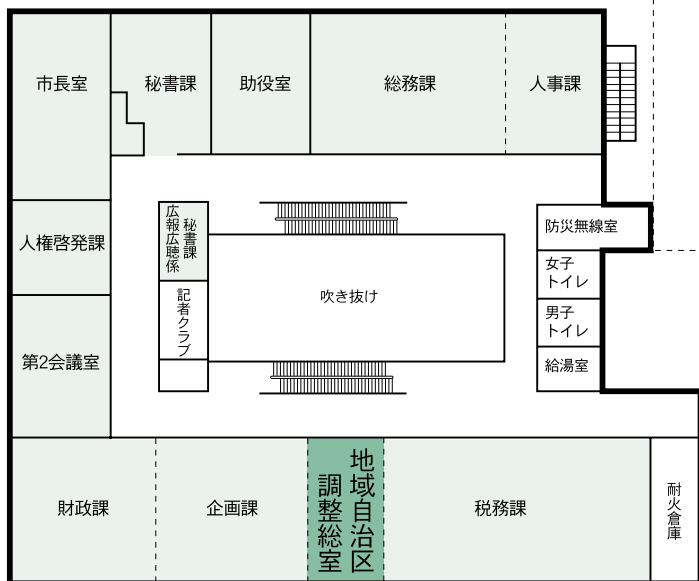 市長室
秘書課
助役室
総務課
人事課
人権啓発課
秘書課
広報広聴係
記者クラブ
吹き抜け
防災無線室
女子
トイレ
男子
トイレ
給湯室
第2会議室
財政課
企画課
地域自治区
調整総室
税務課
耐火倉庫